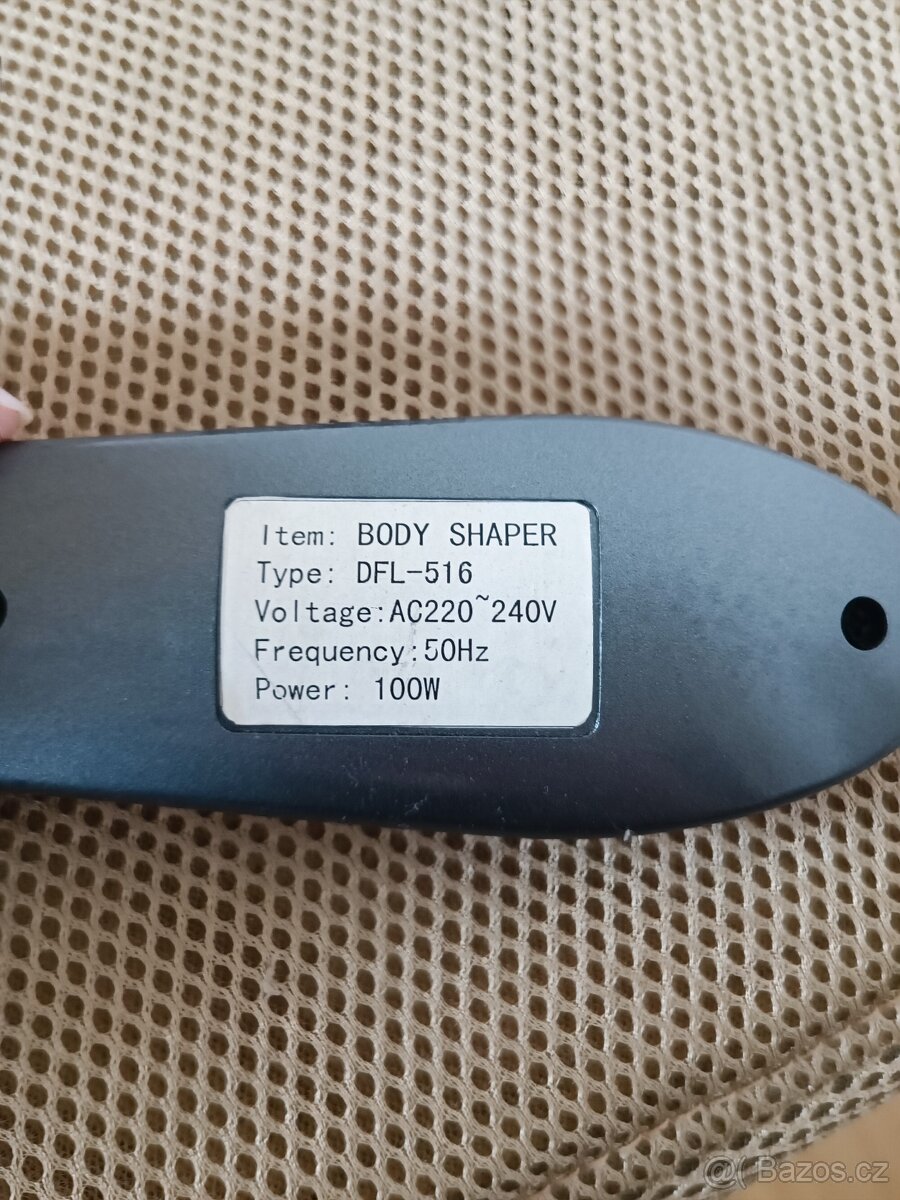 Item: BODY SHAPER
Type: DFL-516
Voltage:AC220~240V
Frequency:50Hz
Power: 100W
@( Bazos.cz